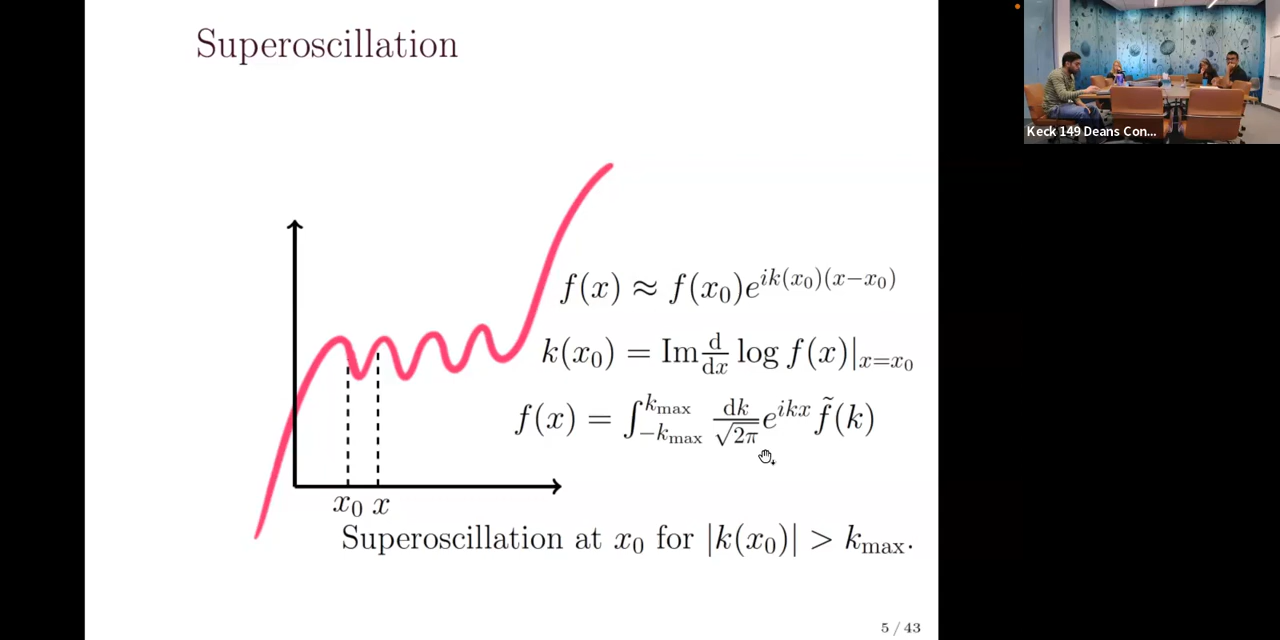 Superoscillation
Keck 149 Deans Con...
f(x) ≈ f(x₀)e^{ik(x₀)(x−x₀)}
k(x₀) = Im d/dx log f(x)|_{x=x₀}
f(x) = ∫_{−k_max}^{k_max} dk/√2π e^{ikx} f̃(k)
x₀ x
Superoscillation at x₀ for |k(x₀)| > k_max.
5 / 43